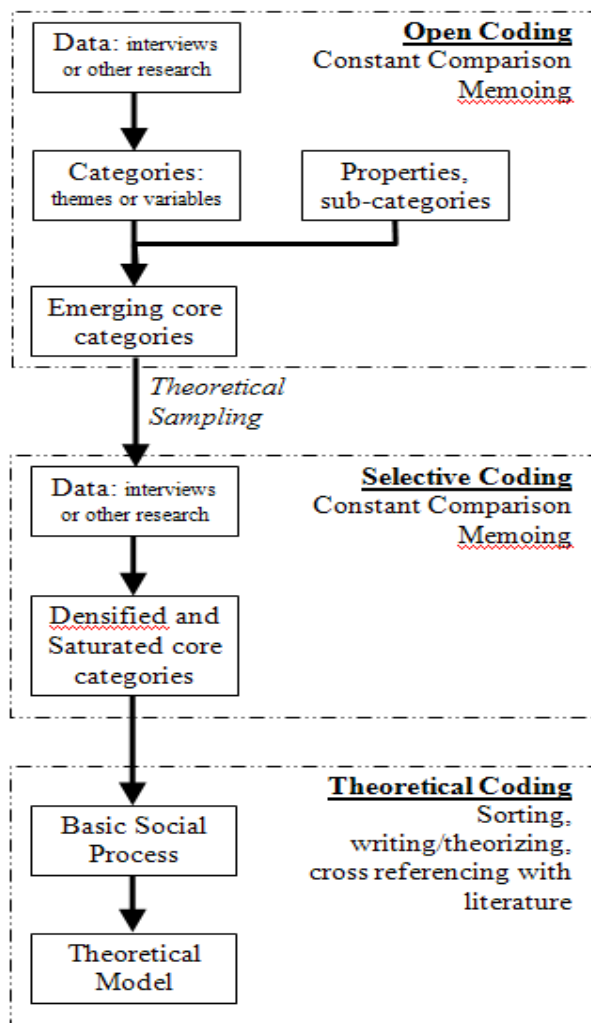 Data: interviews
or other research
Open Coding
Constant Comparison
Memoing
Categories:
themes or variables
Properties,
sub-categories
Emerging core
categories
Theoretical
Sampling
Data: interviews
or other research
Selective Coding
Constant Comparison
Memoing
Densified and
Saturated core
categories
Theoretical Coding
Sorting,
writing/theorizing,
cross referencing with
literature
Basic Social
Process
Theoretical
Model